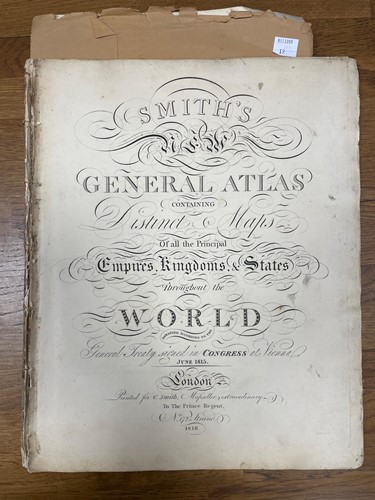 SMITH'S
NEW
GENERAL ATLAS
CONTAINING
Distinct Maps
Of all the Principal
Empires, Kingdoms, & States
Throughout the
WORLD
General Treaty signed in CONGRESS at Vienna,
JUNE 1815.
London
Printed for C. Smith, Mapseller extraordinary
To The Prince Regent,
No. 172 Strand